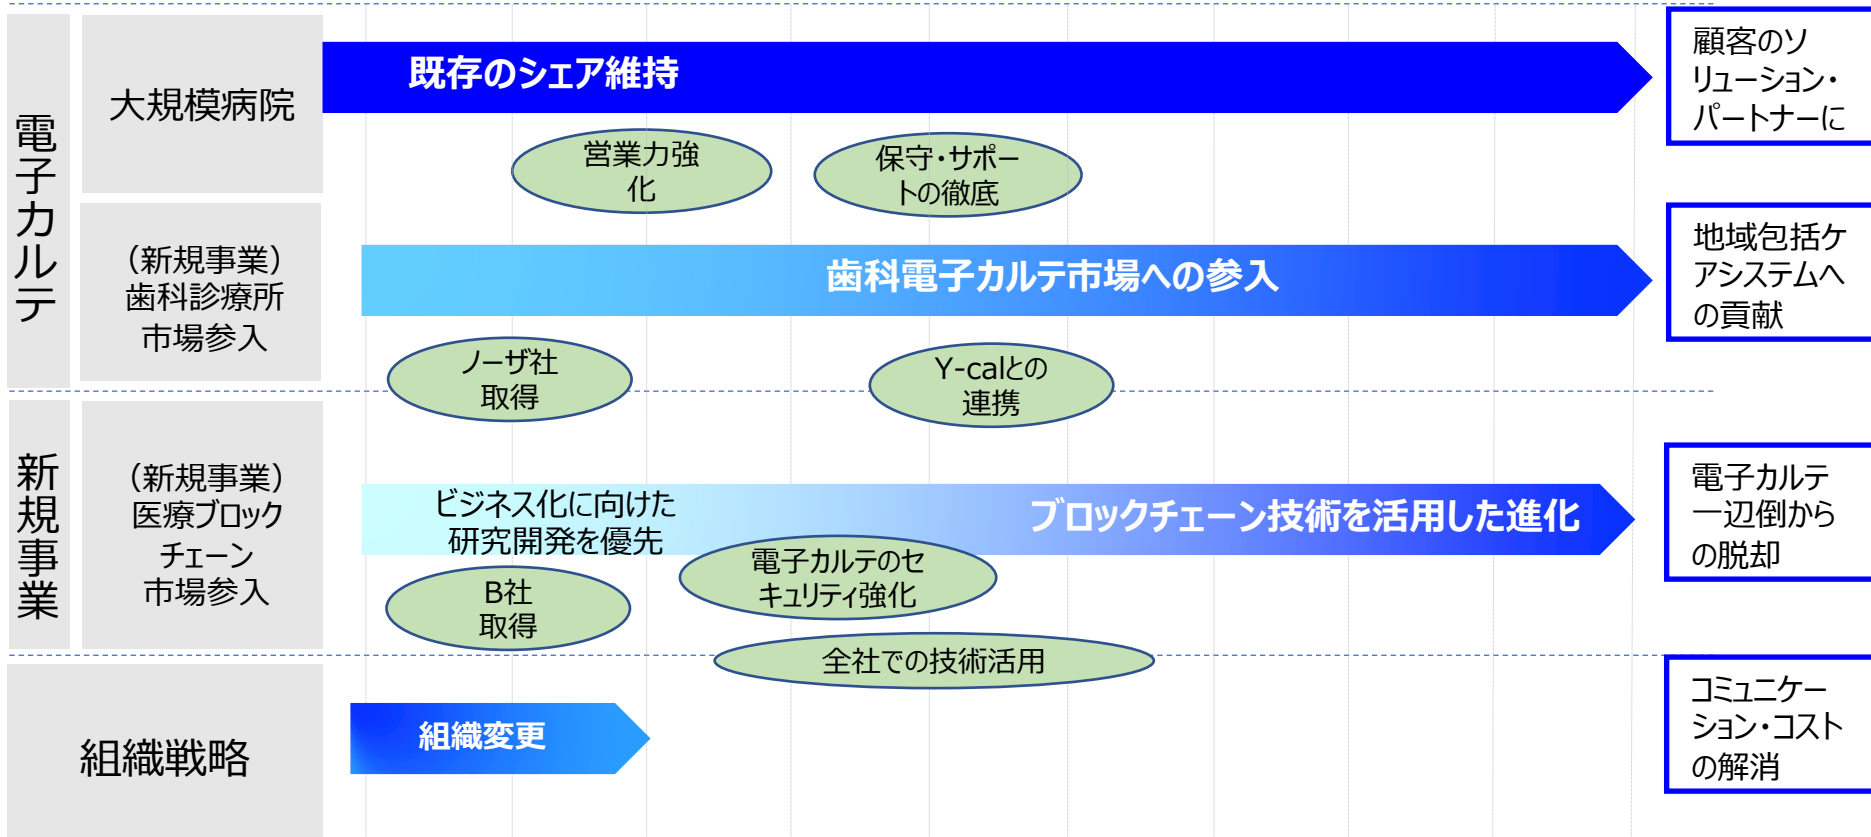 電子カルテ
大規模病院
既存のシェア維持
営業力強
化
保守・サポー
トの徹底
顧客のソ
リューション・
パートナーに
（新規事業）
歯科診療所
市場参入
歯科電子カルテ市場への参入
ノーザ社
取得
Y-calとの
連携
地域包括ケ
アシステムへ
の貢献
新規事業
（新規事業）
医療ブロック
チェーン
市場参入
ビジネス化に向けた
研究開発を優先
ブロックチェーン技術を活用した進化
電子カルテのセ
キュリティ強化
B社
取得
全社での技術活用
電子カルテ
一辺倒から
の脱却
組織戦略
組織変更
コミュニケー
ション・コスト
の解消